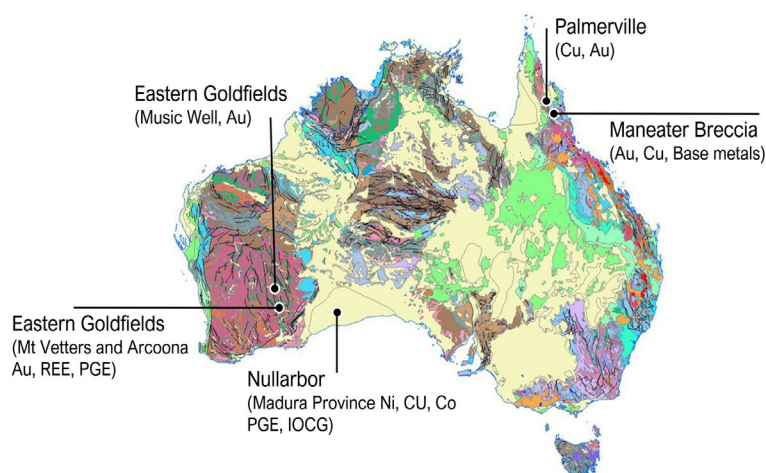 Palmerville
(Cu, Au)
Eastern Goldfields
(Music Well, Au)
Maneater Breccia
(Au, Cu, Base metals)
Eastern Goldfields
(Mt Vetters and Arcoona
Au, REE, PGE)
Nullarbor
(Madura Province Ni, CU, Co
PGE, IOCG)